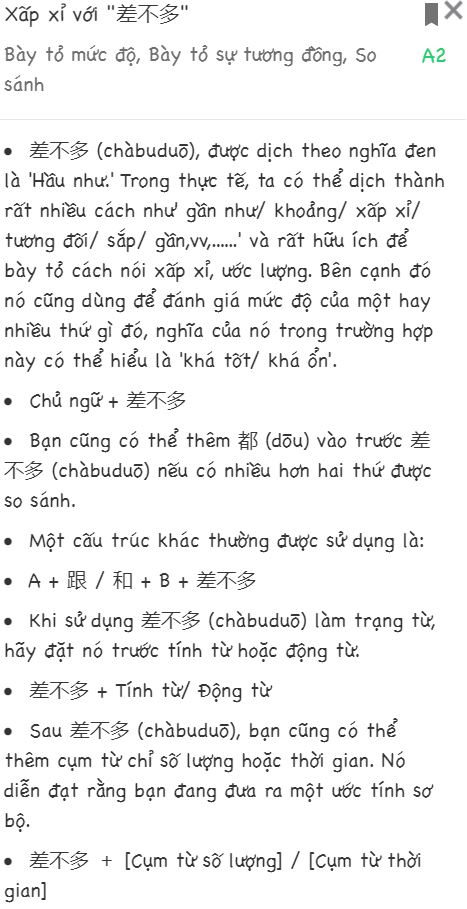 Xấp xỉ với "差不多"
Bày tỏ mức độ, Bày tỏ sự tương đồng, So
sánh
A2
• 差不多 (chàbuduō), được dịch theo nghĩa đen
là 'Hầu như.' Trong thực tế, ta có thể dịch thành
rất nhiều cách như' gần như/ khoảng/ xấp xỉ/
tương đối/ sắp/ gần,vv,......' và rất hữu ích để
bày tỏ cách nói xấp xỉ, ước lượng. Bên cạnh đó
nó cũng dùng để đánh giá mức độ của một hay
nhiều thứ gì đó, nghĩa của nó trong trường hợp
này có thể hiểu là 'khá tốt/ khá ổn'.
• Chủ ngữ + 差不多
• Bạn cũng có thể thêm 都 (dōu) vào trước 差
不多 (chàbuduō) nếu có nhiều hơn hai thứ được
so sánh.
• Một cấu trúc khác thường được sử dụng là:
• A + 跟 / 和 + B + 差不多
• Khi sử dụng 差不多 (chàbuduō) làm trạng từ,
hãy đặt nó trước tính từ hoặc động từ.
• 差不多 + Tính từ/ Động từ
• Sau 差不多 (chàbuduō), bạn cũng có thể
thêm cụm từ chỉ số lượng hoặc thời gian. Nó
diễn đạt rằng bạn đang đưa ra một ước tính sơ
bộ.
• 差不多 + [Cụm từ số lượng] / [Cụm từ thời
gian]